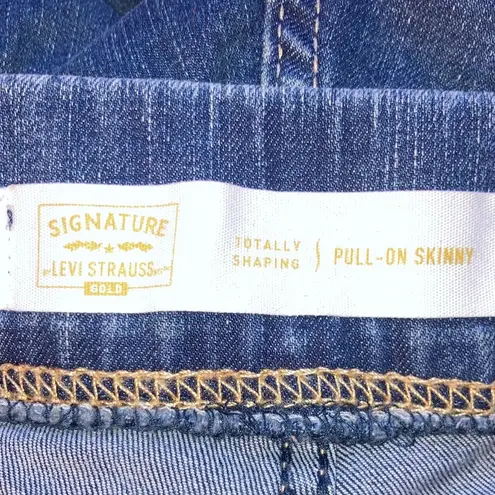 SIGNATURE
LEVI STRAUSS
GOLD
TOTALLY
SHAPING
PULL-ON SKINNY